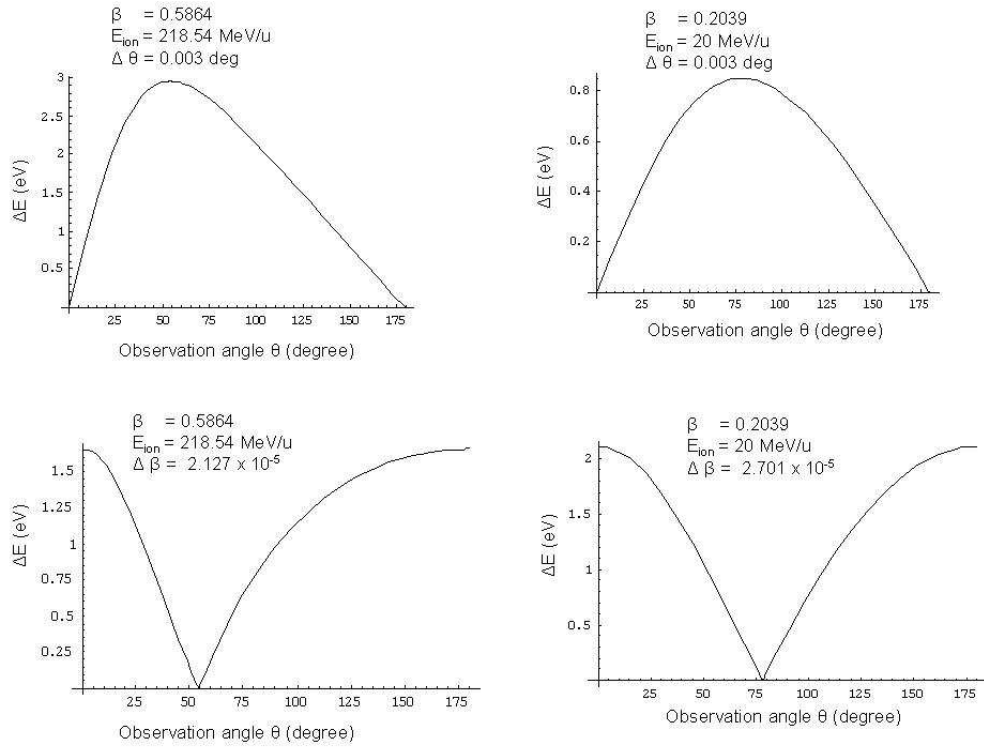 β = 0.5864
E_ion = 218.54 MeV/u
Δ θ = 0.003 deg
3
2.5
2
1.5
1
0.5
ΔE (eV)
25 50 75 100 125 150 175
Observation angle θ (degree)
β = 0.2039
E_ion = 20 MeV/u
Δ θ = 0.003 deg
0.8
0.6
0.4
0.2
ΔE (eV)
25 50 75 100 125 150 175
Observation angle θ (degree)
β = 0.5864
E_ion = 218.54 MeV/u
Δ β = 2.127 x 10⁻⁵
1.5
1.25
1
0.75
0.5
0.25
ΔE (eV)
25 50 75 100 125 150 175
Observation angle θ (degree)
β = 0.2039
E_ion = 20 MeV/u
Δ β = 2.701 x 10⁻⁵
2
1.5
1
0.5
ΔE (eV)
25 50 75 100 125 150 175
Observation angle θ (degree)